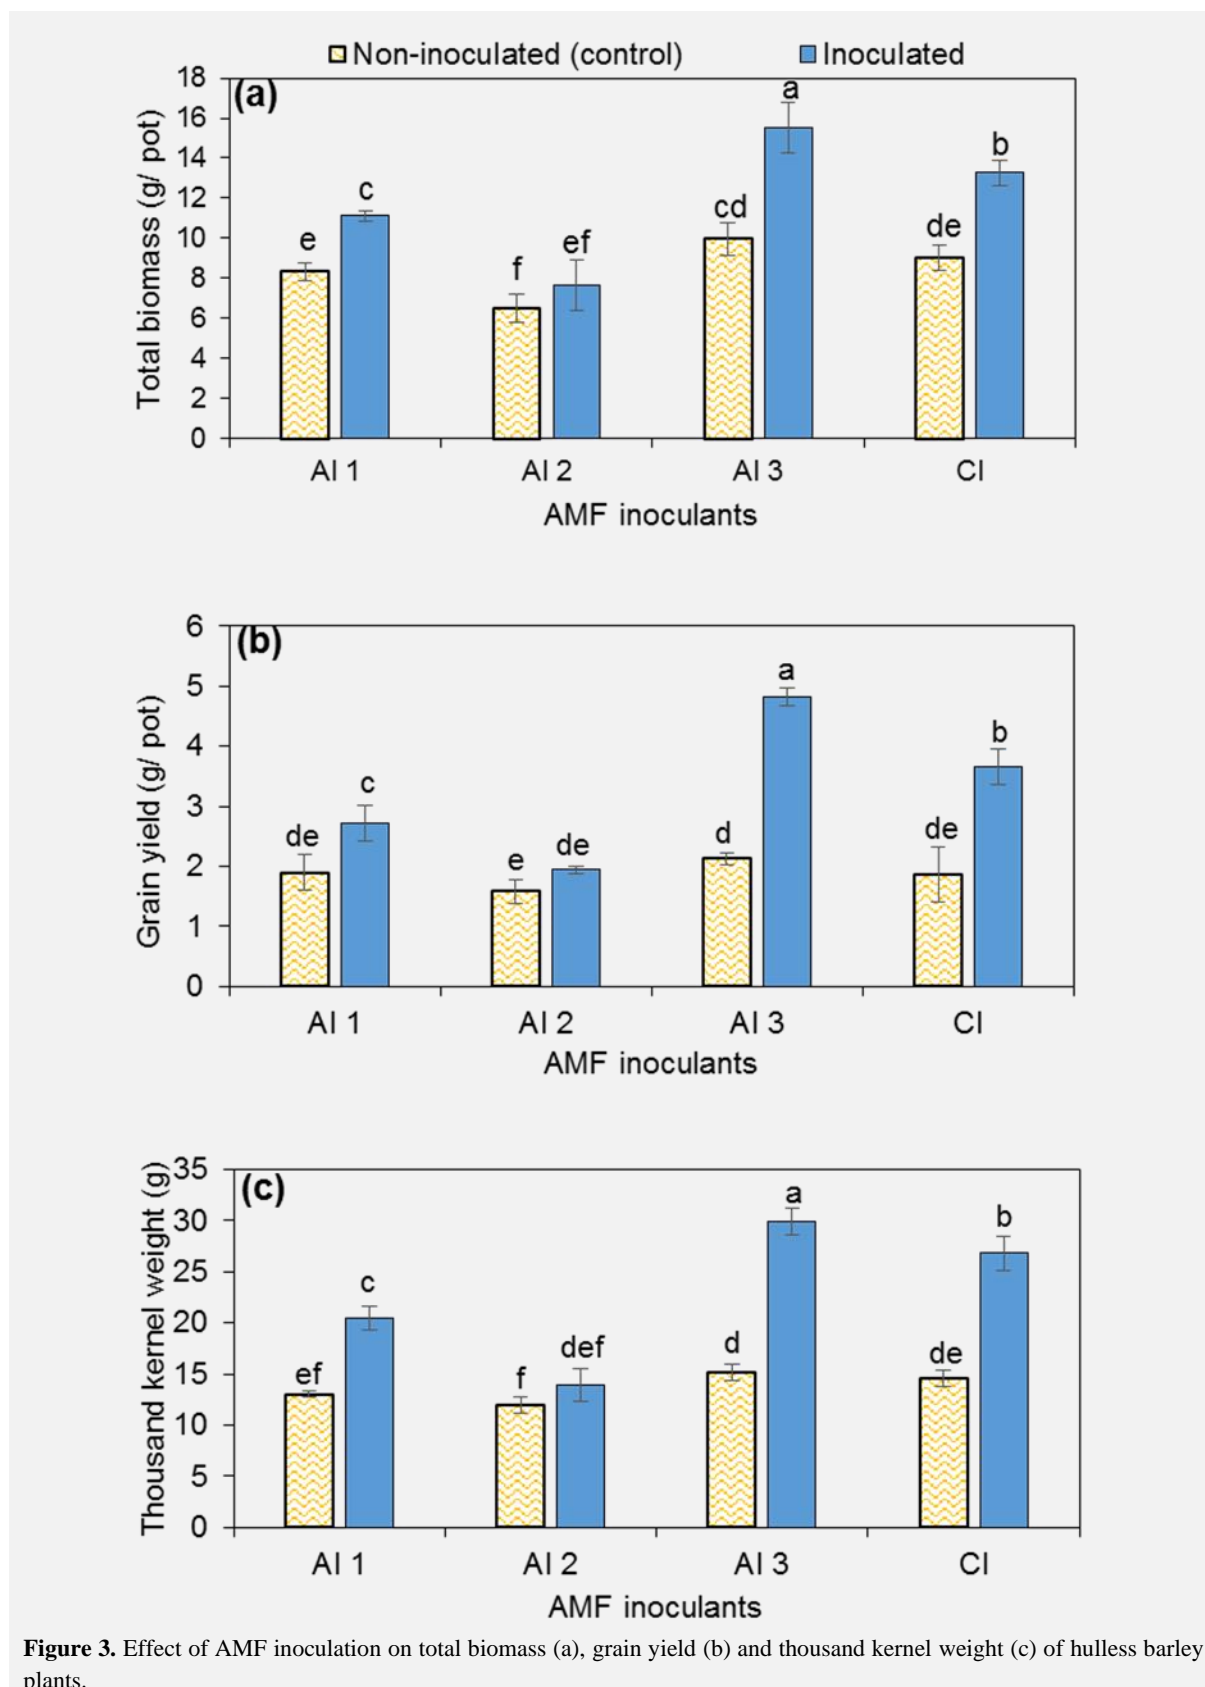 Non-inoculated (control) Inoculated
(a)
Total biomass (g/ pot)
18
16
14
12
10
8
6
4
2
0
e c f ef cd a de b
AI 1 AI 2 AI 3 CI
AMF inoculants
(b)
Grain yield (g/ pot)
6
5
4
3
2
1
0
de c e de d a de b
AI 1 AI 2 AI 3 CI
AMF inoculants
(c)
Thousand kernel weight (g)
35
30
25
20
15
10
5
0
ef c f def d a de b
AI 1 AI 2 AI 3 CI
AMF inoculants
Figure 3. Effect of AMF inoculation on total biomass (a), grain yield (b) and thousand kernel weight (c) of hulless barley
plants.